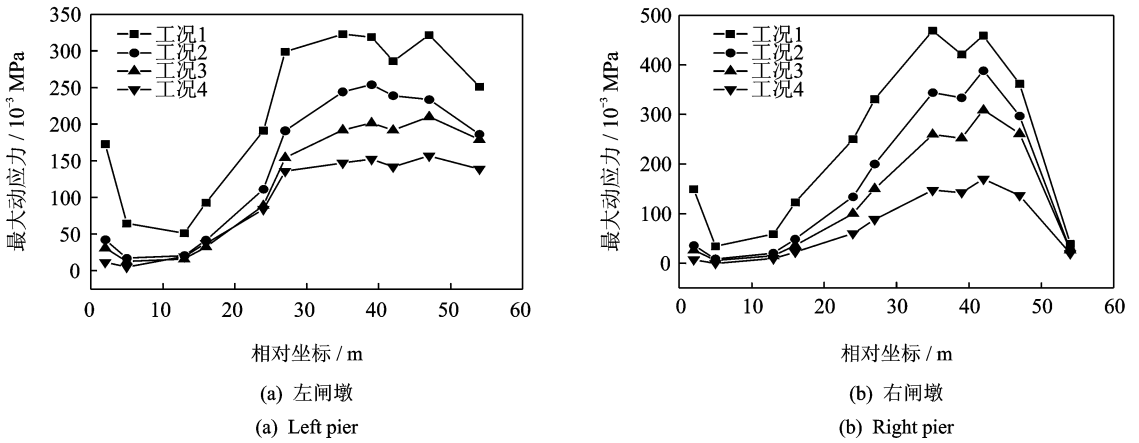 350
300
250
200
150
100
50
0
最大动应力 / 10⁻³ MPa
工况1
工况2
工况3
工况4
0 10 20 30 40 50 60
相对坐标 / m
(a) 左闸墩
(a) Left pier
500
400
300
200
100
0
最大动应力 / 10⁻³ MPa
工况1
工况2
工况3
工况4
0 10 20 30 40 50 60
相对坐标 / m
(b) 右闸墩
(b) Right pier